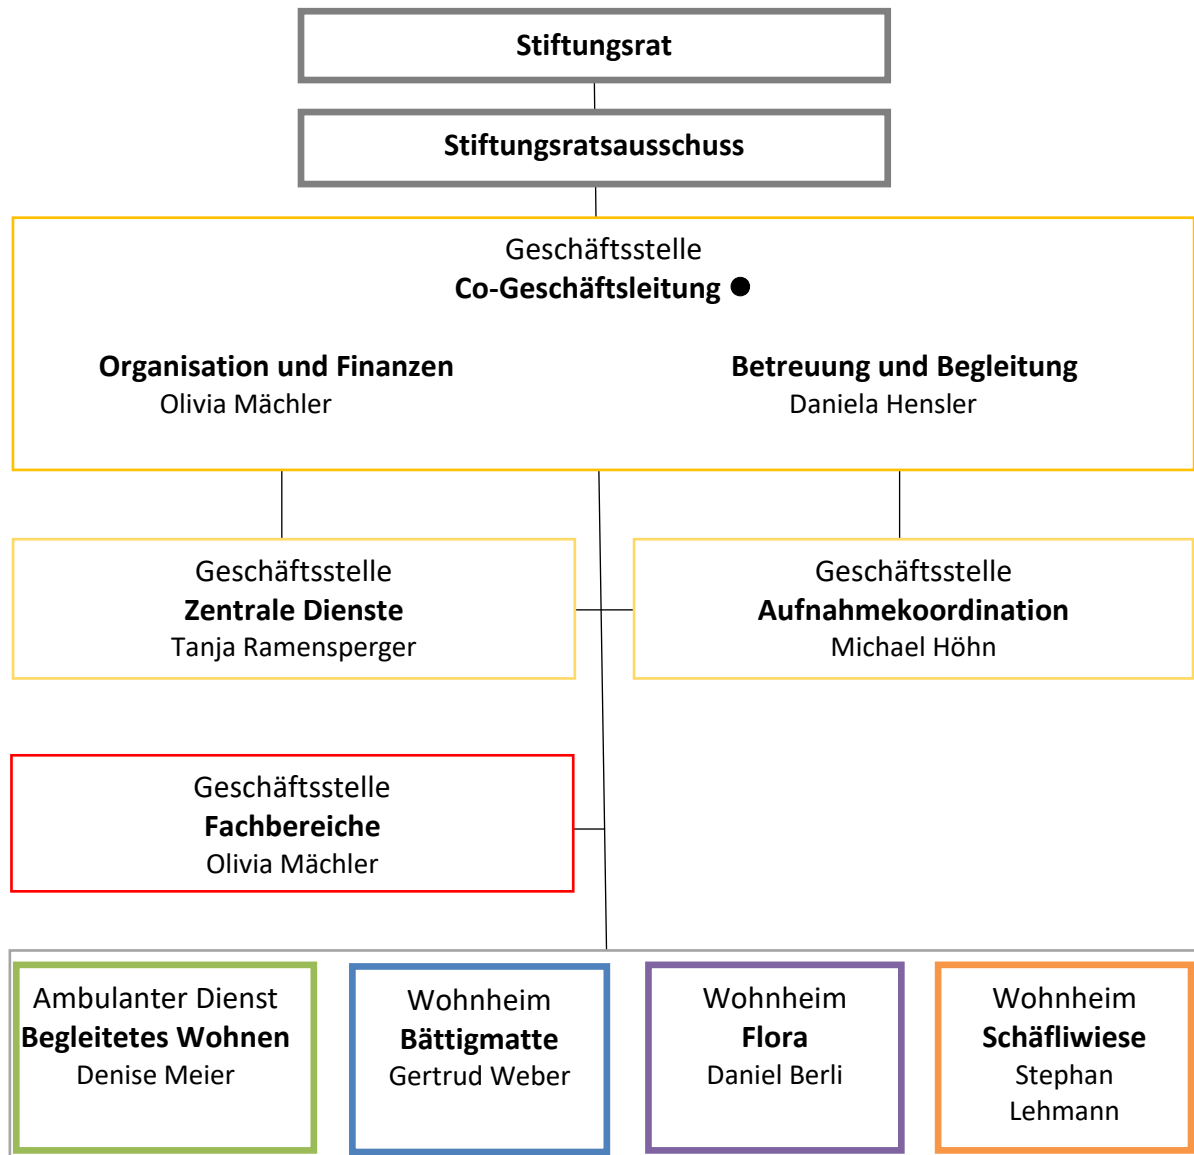 Stiftungsrat
Stiftungsratsausschuss
Geschäftsstelle
Co-Geschäftsleitung ●
Organisation und Finanzen
Olivia Mächler
Betreuung und Begleitung
Daniela Hensler
Geschäftsstelle
Zentrale Dienste
Tanja Ramensperger
Geschäftsstelle
Aufnahmekoordination
Michael Höhn
Geschäftsstelle
Fachbereiche
Olivia Mächler
Ambulanter Dienst
Begleitetes Wohnen
Denise Meier
Wohnheim
Bättigmatte
Gertrud Weber
Wohnheim
Flora
Daniel Berli
Wohnheim
Schäfliwiese
Stephan
Lehmann